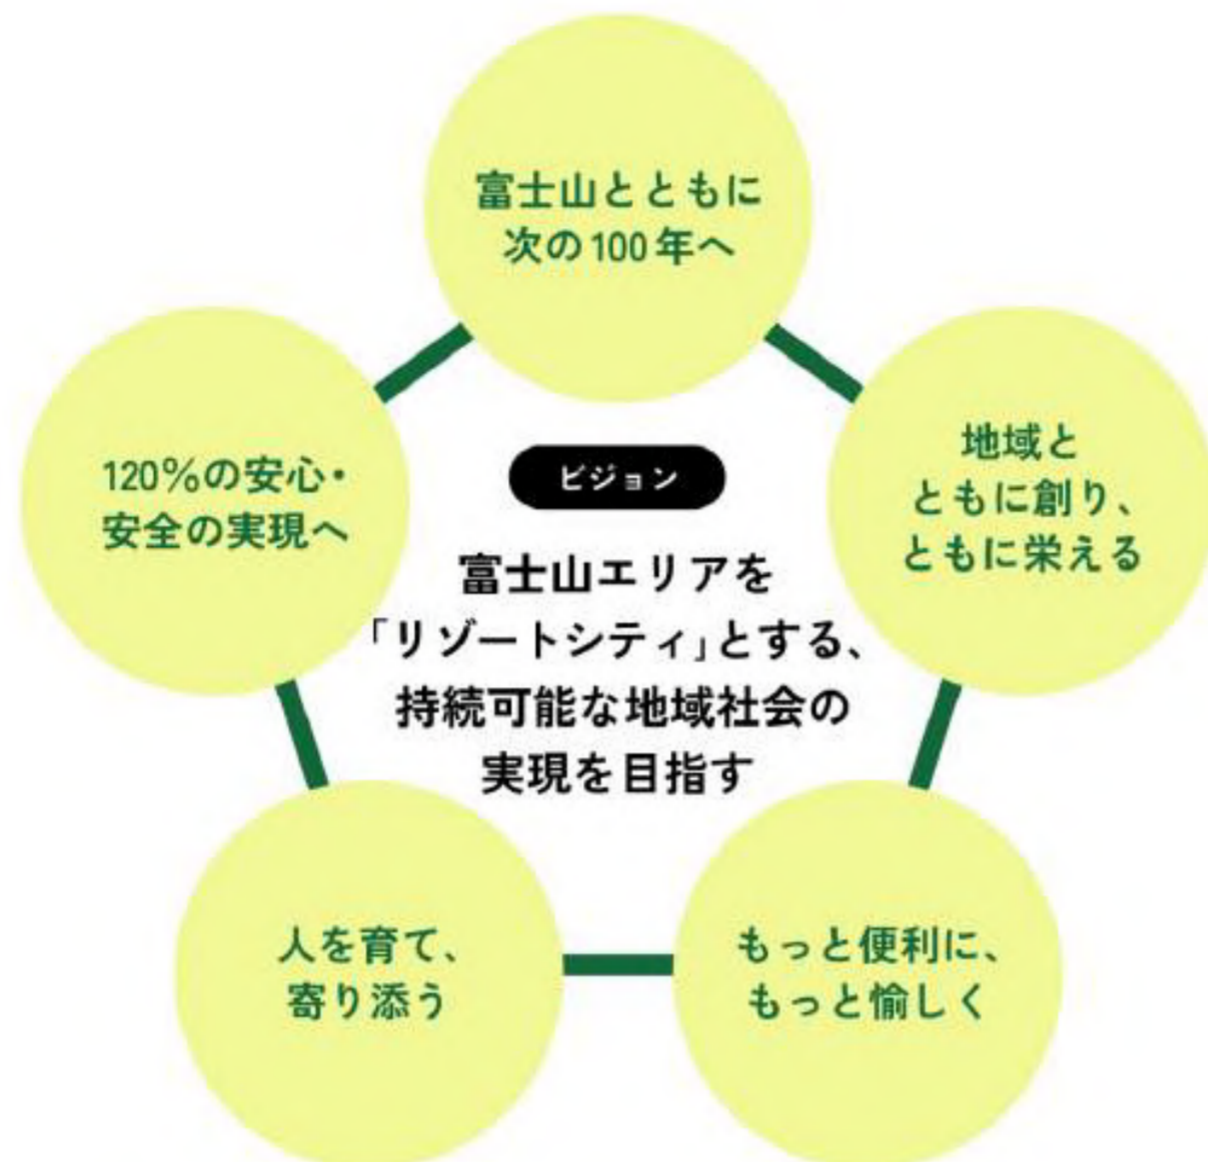 富士山とともに
次の100年へ
120%の安心・
安全の実現へ
地域と
ともに創り、
ともに栄える
ビジョン
富士山エリアを
「リゾートシティ」とする、
持続可能な地域社会の
実現を目指す
人を育て、
寄り添う
もっと便利に、
もっと愉しく